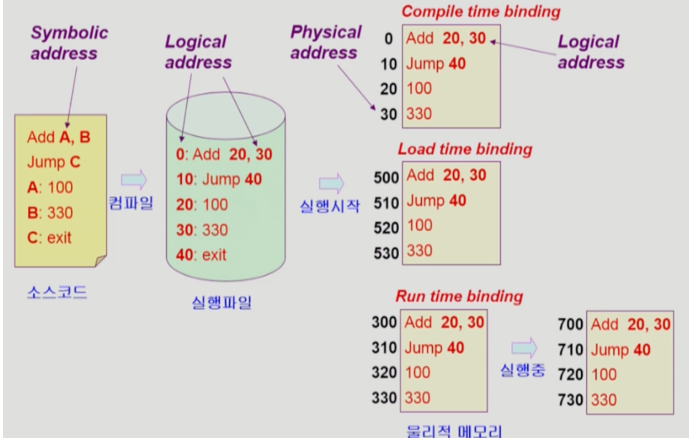 Symbolic address
Logical address
Physical address
Compile time binding
Logical address
Add A, B
Jump C
A: 100
B: 330
C: exit
소스코드
컴파일
0: Add 20, 30
10: Jump 40
20: 100
30: 330
40: exit
실행파일
실행시작
0 Add 20, 30
10 Jump 40
20 100
30 330
Load time binding
500 Add 20, 30
510 Jump 40
520 100
530 330
Run time binding
300 Add 20, 30
310 Jump 40
320 100
330 330
실행중
700 Add 20, 30
710 Jump 40
720 100
730 330
물리적 메모리